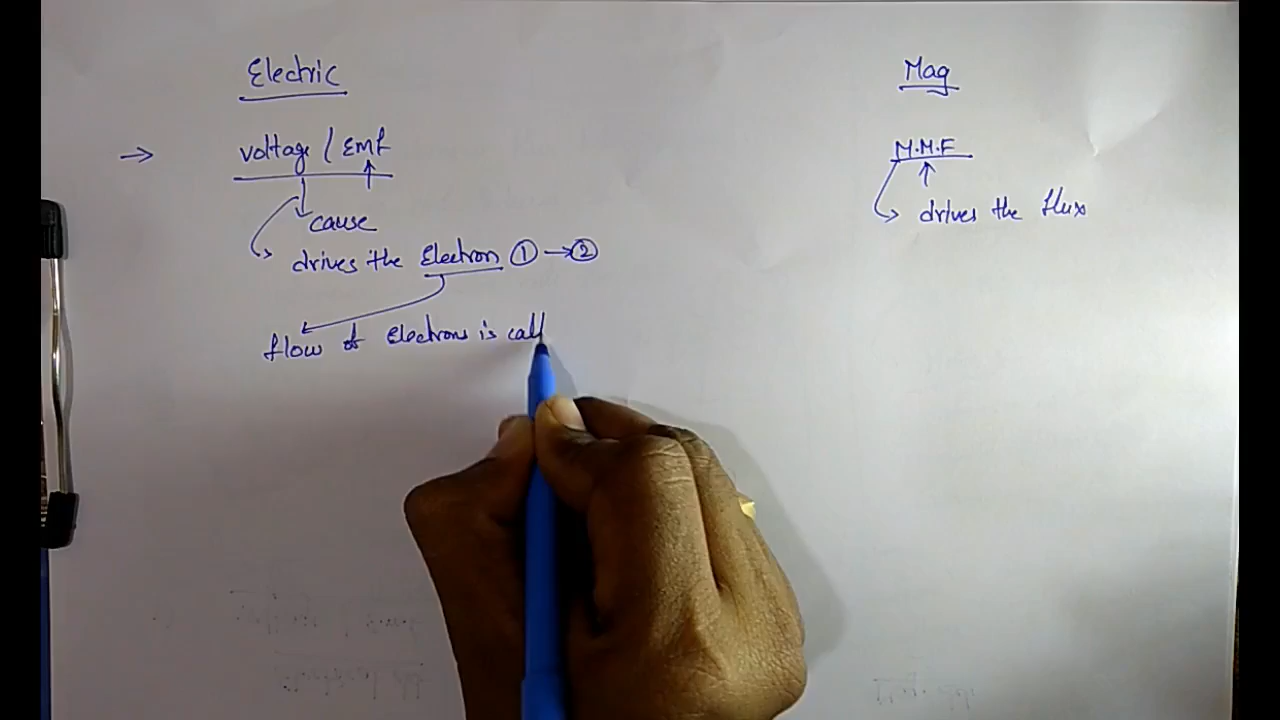 Electric
Mag
→ voltage / Emf
M.M.F
cause
drives the flux
drives the Electron ① → ②
flow of Electrons is call